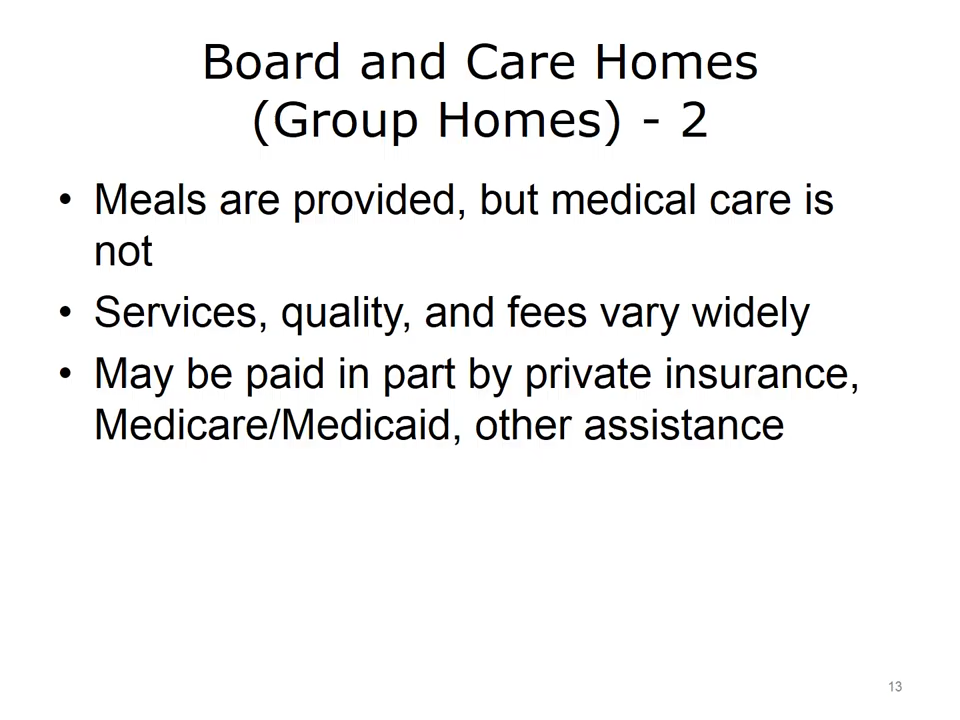 Board and Care Homes
(Group Homes) - 2
• Meals are provided, but medical care is
not
• Services, quality, and fees vary widely
• May be paid in part by private insurance,
Medicare/Medicaid, other assistance
13